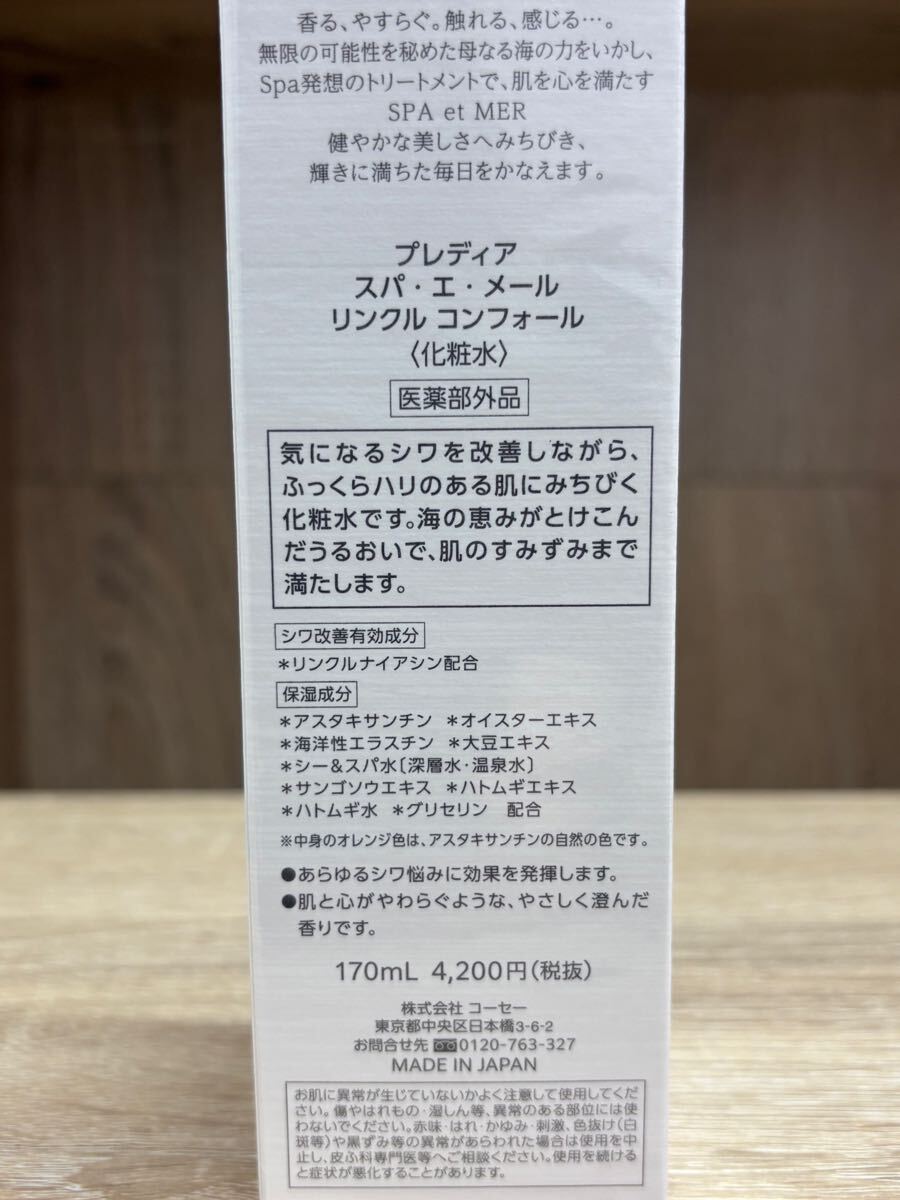 香る、やすらぐ。触れる、感じる…。
無限の可能性を秘めた母なる海の力をいかし、
Spa発想のトリートメントで、肌を心を満たす
SPA et MER
健やかな美しさへみちびき、
輝きに満ちた毎日をかなえます。
プレディア
スパ・エ・メール
リンクル コンフォール
〈化粧水〉
医薬部外品
気になるシワを改善しながら、
ふっくらハリのある肌にみちびく
化粧水です。海の恵みがとけこん
だうるおいで、肌のすみずみまで
満たします。
シワ改善有効成分
＊リンクルナイアシン配合
保湿成分
＊アスタキサンチン ＊オイスターエキス
＊海洋性エラスチン ＊大豆エキス
＊シー&スパ水〔深層水・温泉水〕
＊サンゴソウエキス ＊ハトムギエキス
＊ハトムギ水 ＊グリセリン 配合
※中身のオレンジ色は、アスタキサンチンの自然の色です。
●あらゆるシワ悩みに効果を発揮します。
●肌と心がやわらぐような、やさしく澄んだ
香りです。
170mL 4,200円(税抜)
株式会社 コーセー
東京都中央区日本橋3-6-2
お問合せ先 0120-763-327
MADE IN JAPAN
お肌に異常が生じていないかよく注意して使用してくだ
さい。傷やはれもの・湿しん等、異常のある部位には使
わないでください。赤味・はれ・かゆみ・刺激、色抜け(白
斑等)や黒ずみ等の異常があらわれた場合は使用を中
止し、皮ふ科専門医等へご相談ください。使用を続ける
と症状が悪化することがあります。